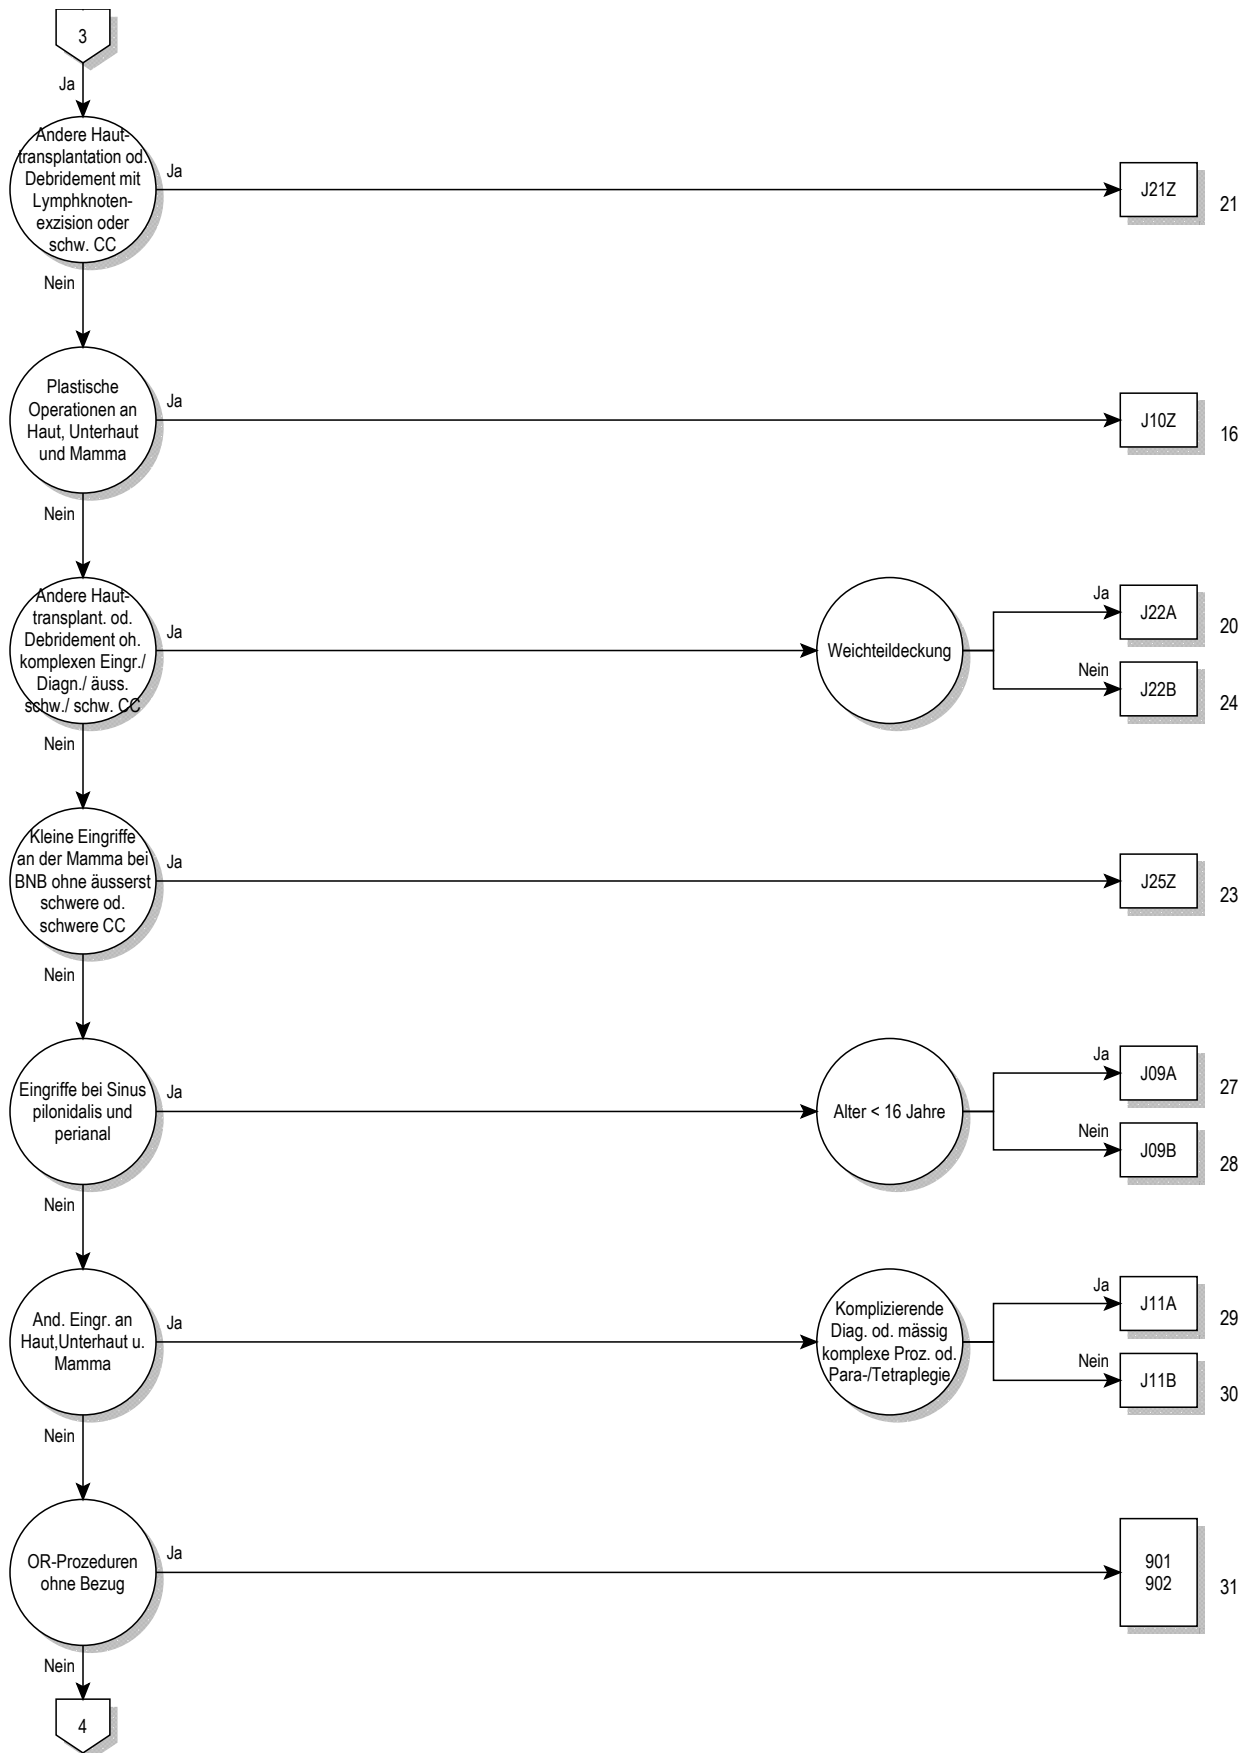 3
Ja
Andere Haut-
transplantation od.
Debridement mit
Lymphknoten-
exzision oder
schw. CC
Ja
J21Z
21
Nein
Plastische
Operationen an
Haut, Unterhaut
und Mamma
Ja
J10Z
16
Nein
Andere Haut-
transplant. od.
Debridement oh.
komplexen Eingr./
Diagn./ äuss.
schw./ schw. CC
Ja
Weichteildeckung
Ja
J22A
20
Nein
J22B
24
Nein
Kleine Eingriffe
an der Mamma bei
BNB ohne äusserst
schwere od.
schwere CC
Ja
J25Z
23
Nein
Eingriffe bei Sinus
pilonidalis und
perianal
Ja
Alter < 16 Jahre
Ja
J09A
27
Nein
J09B
28
Nein
And. Eingr. an
Haut,Unterhaut u.
Mamma
Ja
Komplizierende
Diag. od. mässig
komplexe Proz. od.
Para-/Tetraplegie
Ja
J11A
29
Nein
J11B
30
Nein
OR-Prozeduren
ohne Bezug
Ja
901
902
31
Nein
4